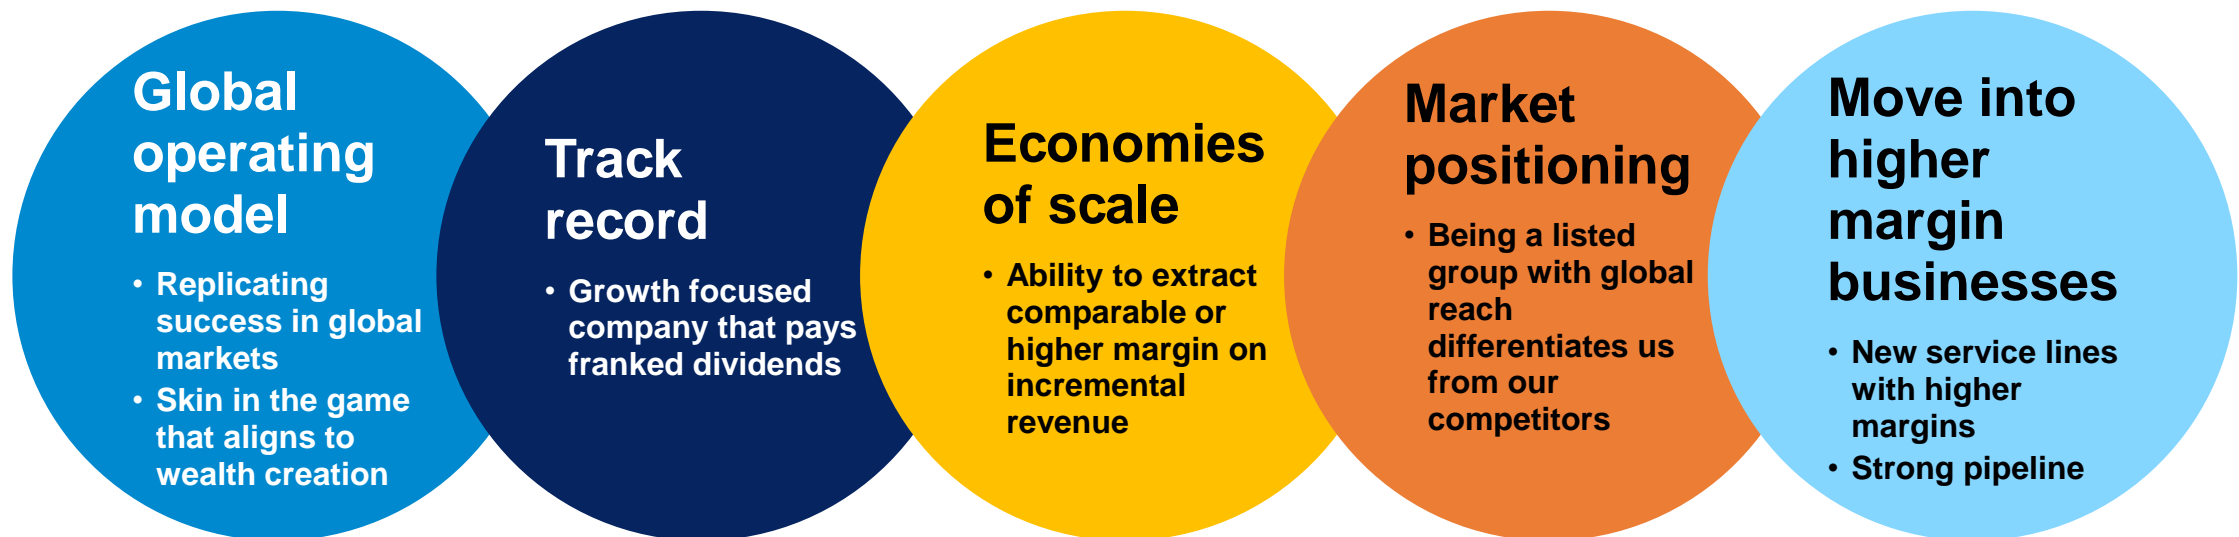 Global
operating
model
• Replicating
success in global
markets
• Skin in the game
that aligns to
wealth creation
Track
record
• Growth focused
company that pays
franked dividends
Economies
of scale
• Ability to extract
comparable or
higher margin on
incremental
revenue
Market
positioning
• Being a listed
group with global
reach
differentiates us
from our
competitors
Move into
higher
margin
businesses
• New service lines
with higher
margins
• Strong pipeline